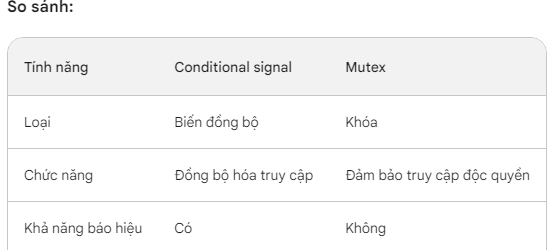 So sánh:
Tính năng Conditional signal Mutex
Loại Biến đồng bộ Khóa
Chức năng Đồng bộ hóa truy cập Đảm bảo truy cập độc quyền
Khả năng báo hiệu Có Không